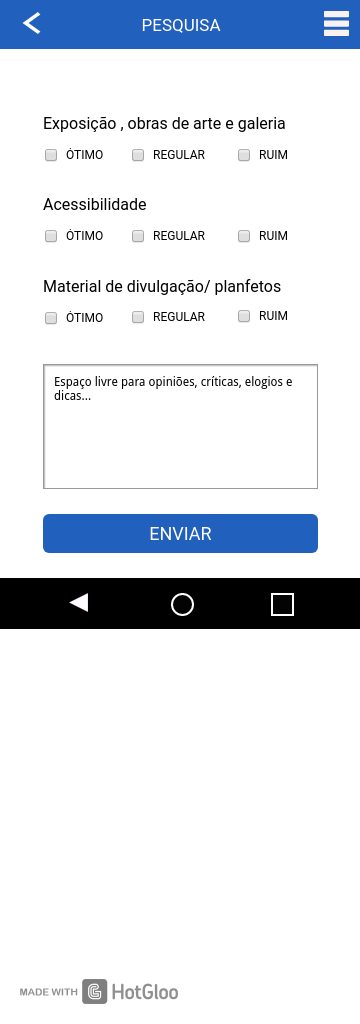 PESQUISA
Exposição , obras de arte e galeria
ÓTIMO REGULAR RUIM
Acessibilidade
ÓTIMO REGULAR RUIM
Material de divulgação/ planfetos
ÓTIMO REGULAR RUIM
Espaço livre para opiniões, críticas, elogios e
dicas...
ENVIAR
MADE WITH HotGloo